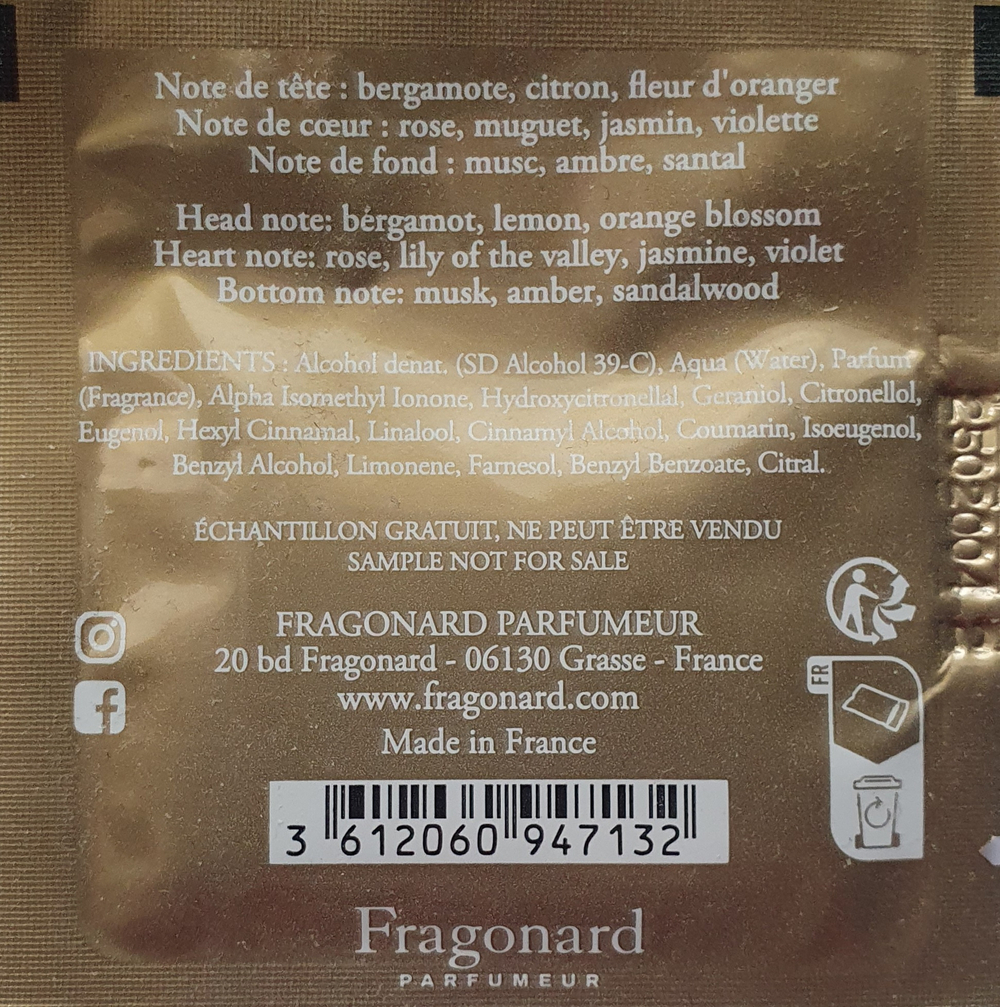 Note de tête : bergamote, citron, fleur d'oranger
Note de cœur : rose, muguet, jasmin, violette
Note de fond : musc, ambre, santal
Head note: bergamot, lemon, orange blossom
Heart note: rose, lily of the valley, jasmine, violet
Bottom note: musk, amber, sandalwood
INGREDIENTS : Alcohol denat. (SD Alcohol 39-C), Aqua (Water), Parfum
(Fragrance), Alpha Isomethyl Ionone, Hydroxycitronellal, Geraniol, Citronellol,
Eugenol, Hexyl Cinnamal, Linalool, Cinnamyl Alcohol, Coumarin, Isoeugenol,
Benzyl Alcohol, Limonene, Farnesol, Benzyl Benzoate, Citral.
ÉCHANTILLON GRATUIT, NE PEUT ÊTRE VENDU
SAMPLE NOT FOR SALE
FRAGONARD PARFUMEUR
20 bd Fragonard - 06130 Grasse - France
www.fragonard.com
Made in France
FR
3 612060 947132
Fragonard
PARFUMEUR